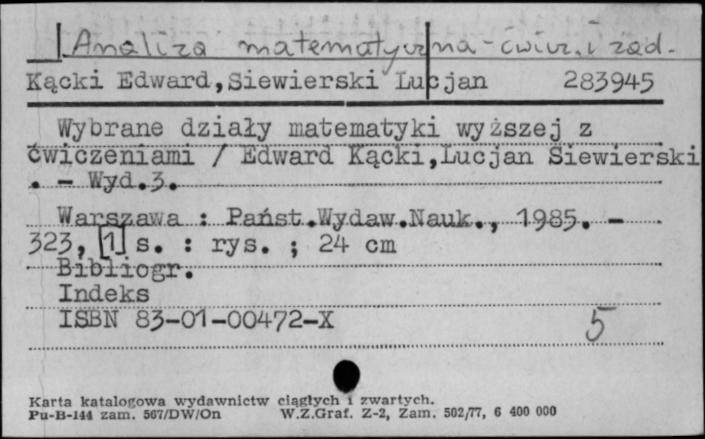 Analiza matematyczna - ćwicz. i zad.
Kącki Edward,Siewierski Lucjan 283945
Wybrane działy matematyki wyższej z
ćwiczeniami / Edward Kącki,Lucjan Siewierski
. - Wyd.3.
Warszawa : Państ.Wydaw.Nauk., 1985. -
323, [1] s. : rys. ; 24 cm
Bibliogr.
Indeks
ISBN 83-01-00472-X 5
Karta katalogowa wydawnictw ciągłych i zwartych.
Pu-B-144 zam. 567/DW/On W.Z.Graf. Z-2, Zam. 502/77, 6 400 000